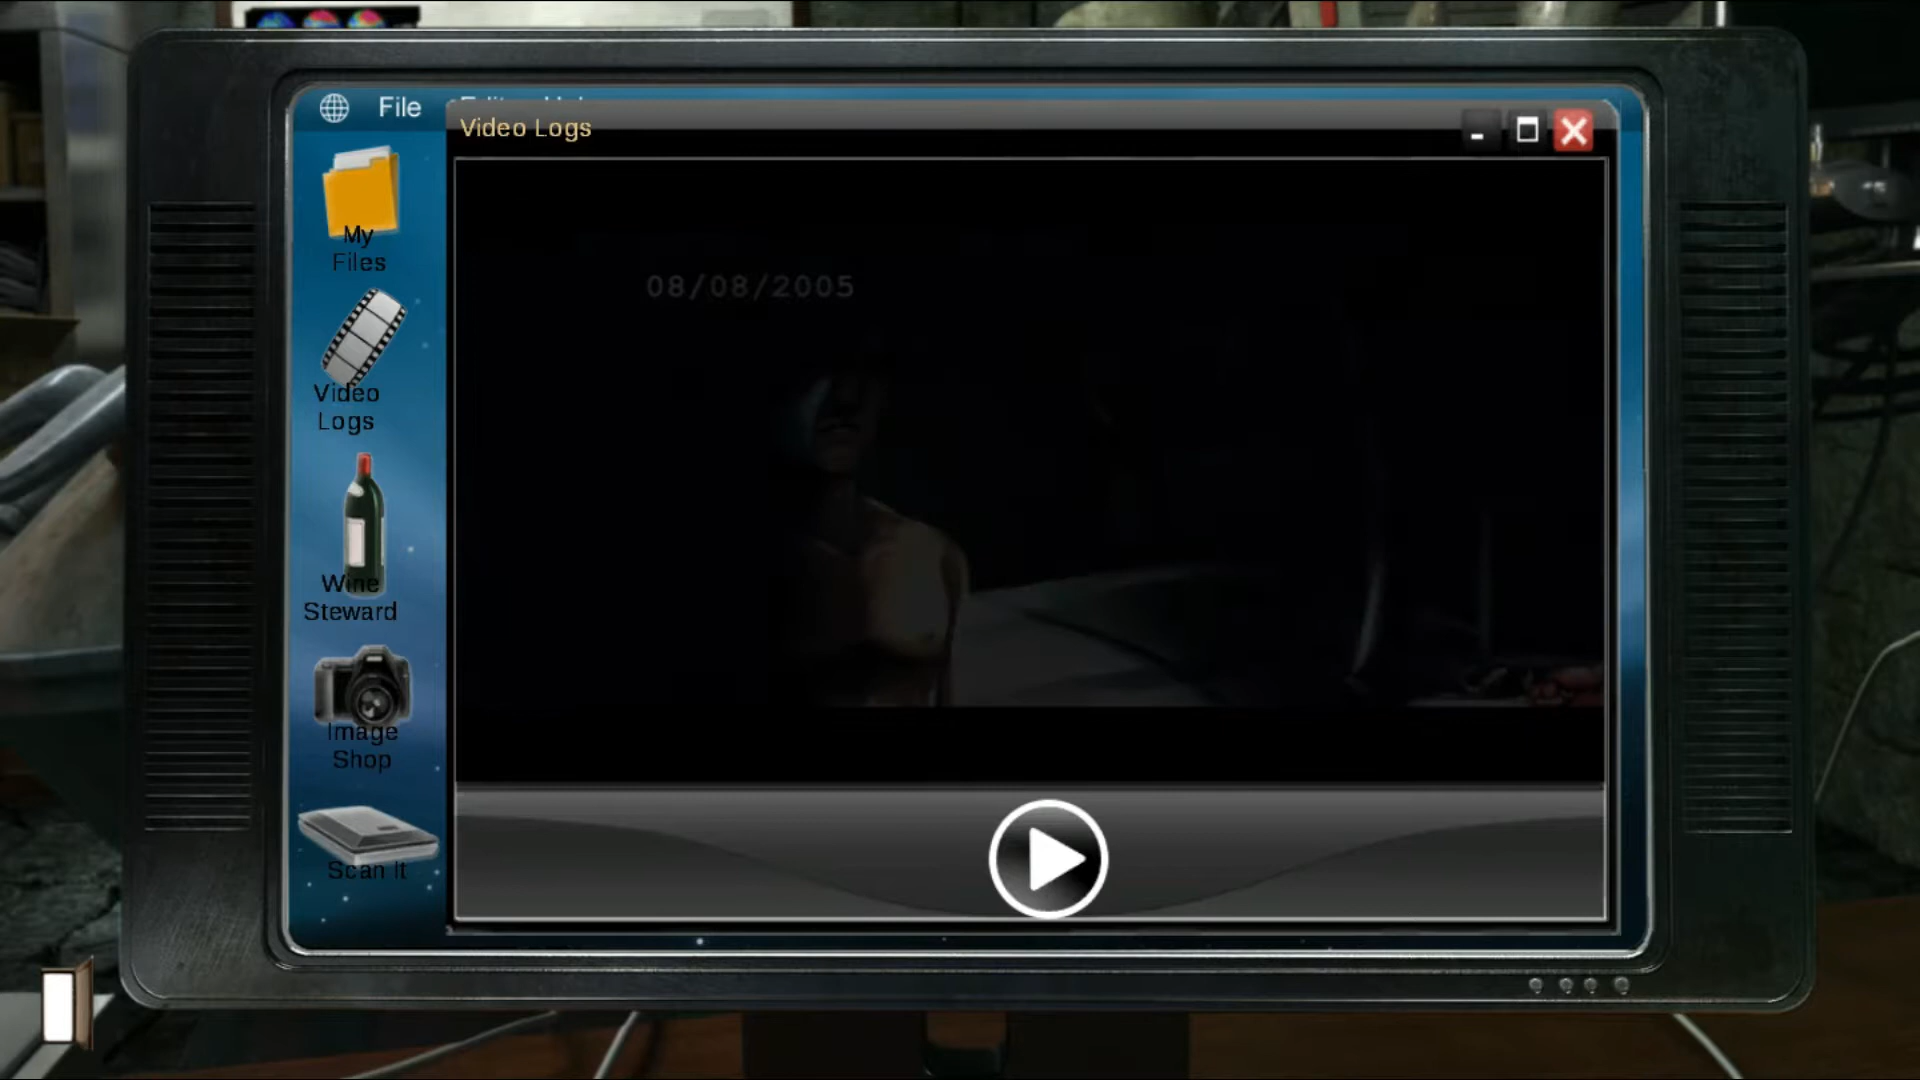 File
Video Logs
My
Files
08/08/2005
Video
Logs
Wine
Steward
Image
Shop
Scan It